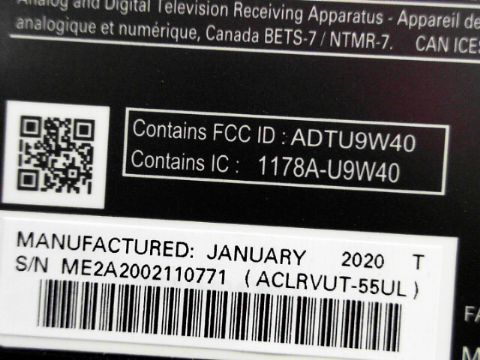 Analog and Digital Television Receiving Apparatus - Appareil de
analogique et numérique, Canada BETS-7 / NTMR-7. CAN ICES
Contains FCC ID : ADTU9W40
Contains IC : 1178A-U9W40
MANUFACTURED: JANUARY 2020 T
S/N ME2A2002110771 ( ACLRVUT-55UL )
FA
M